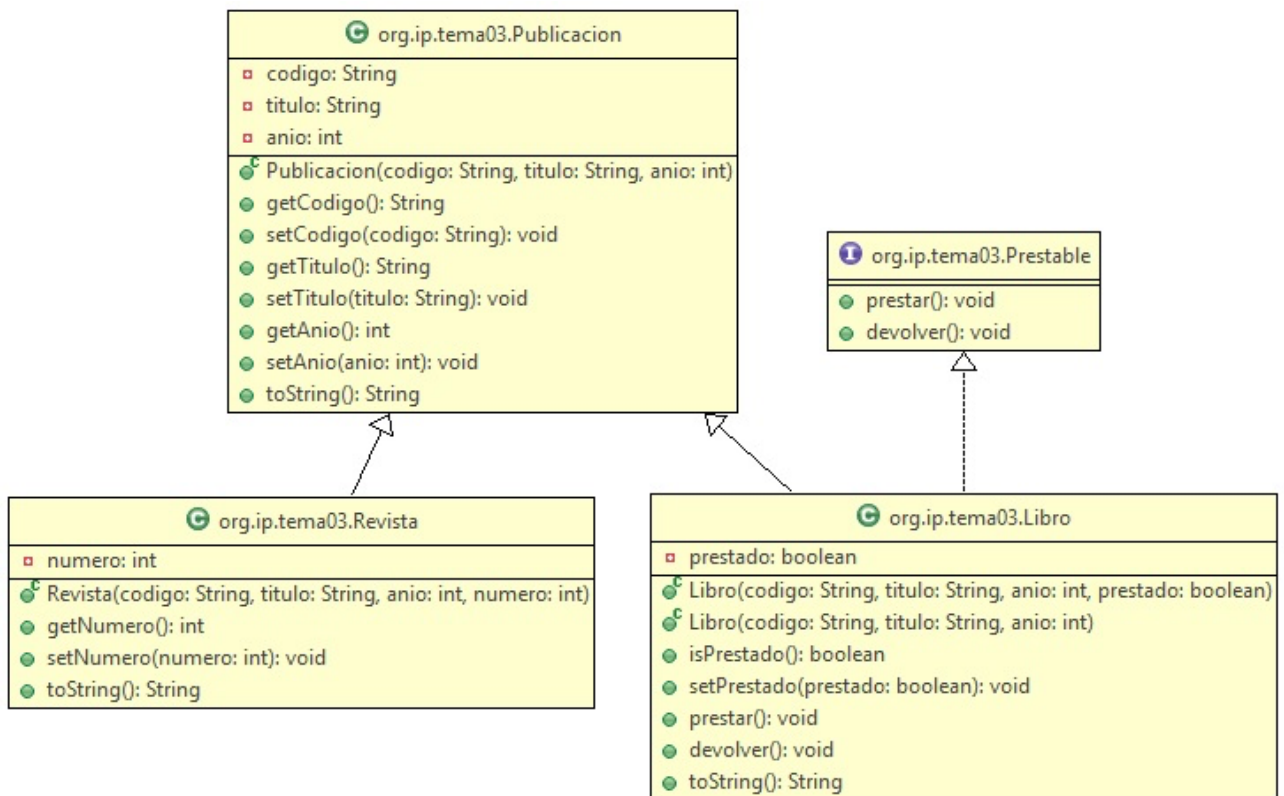 org.ip.tema03.Publicacion
codigo: String
titulo: String
anio: int
Publicacion(codigo: String, titulo: String, anio: int)
getCodigo(): String
setCodigo(codigo: String): void
getTitulo(): String
setTitulo(titulo: String): void
getAnio(): int
setAnio(anio: int): void
toString(): String
org.ip.tema03.Prestable
prestar(): void
devolver(): void
org.ip.tema03.Revista
numero: int
Revista(codigo: String, titulo: String, anio: int, numero: int)
getNumero(): int
setNumero(numero: int): void
toString(): String
org.ip.tema03.Libro
prestado: boolean
Libro(codigo: String, titulo: String, anio: int, prestado: boolean)
Libro(codigo: String, titulo: String, anio: int)
isPrestado(): boolean
setPrestado(prestado: boolean): void
prestar(): void
devolver(): void
toString(): String